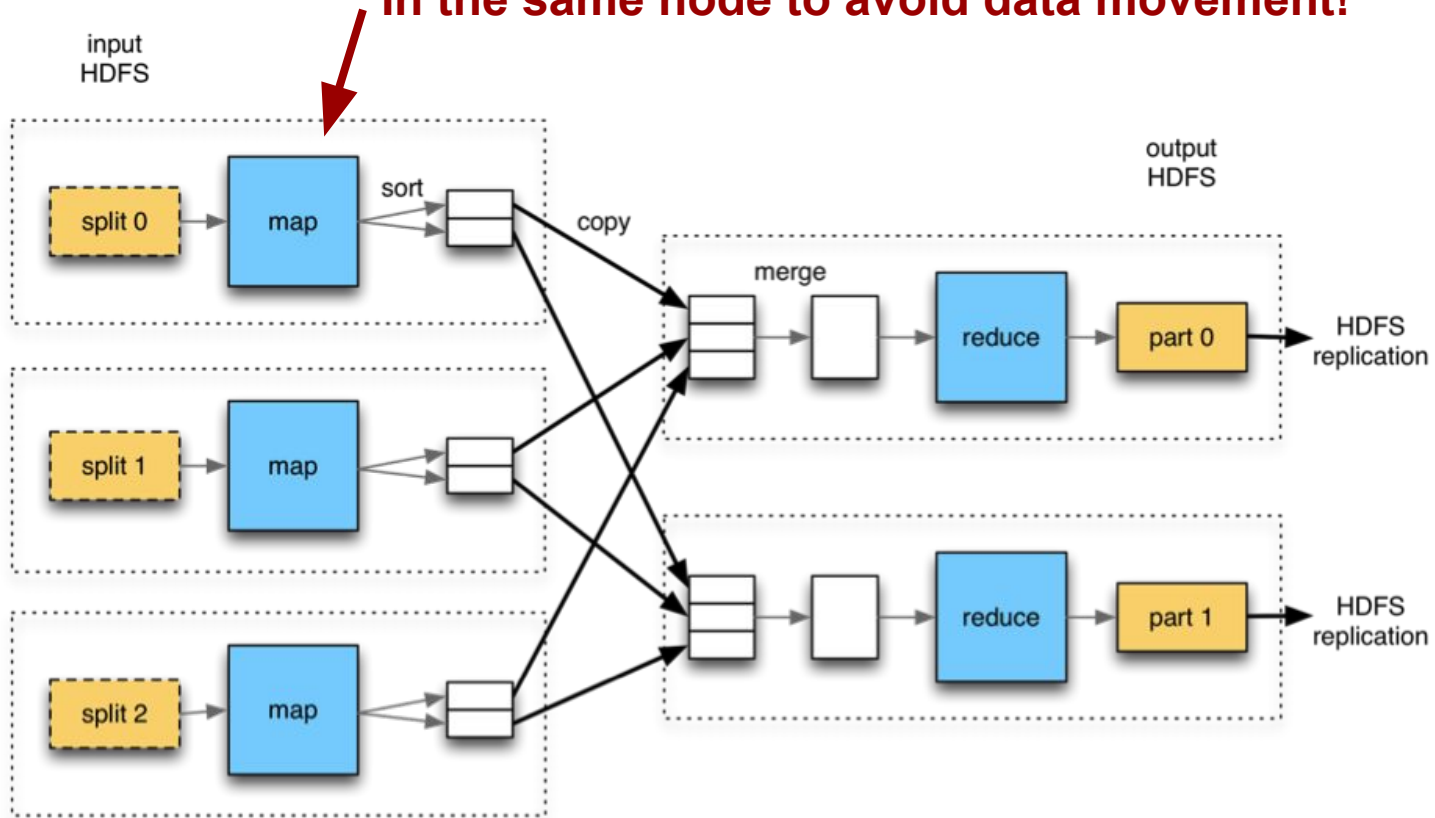 in the same node to avoid data movement!
input
HDFS
split 0
map
sort
copy
split 1
map
split 2
map
output
HDFS
merge
reduce
part 0
HDFS
replication
reduce
part 1
HDFS
replication